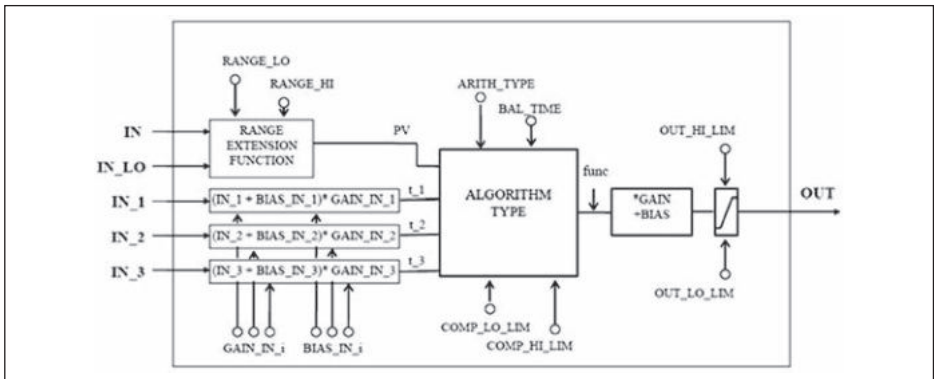 RANGE_LO
RANGE_HI
ARITH_TYPE
BAL_TIME
IN
RANGE
EXTENSION
FUNCTION
PV
OUT_HI_LIM
IN_LO
IN_1
(IN_1 + BIAS_IN_1)* GAIN_IN_1
t_1
ALGORITHM
TYPE
func
*GAIN
+BIAS
OUT
IN_2
(IN_2 + BIAS_IN_2)* GAIN_IN_2
t_2
IN_3
(IN_3 + BIAS_IN_3)* GAIN_IN_3
t_3
OUT_LO_LIM
COMP_LO_LIM
COMP_HI_LIM
GAIN_IN_i
BIAS_IN_i